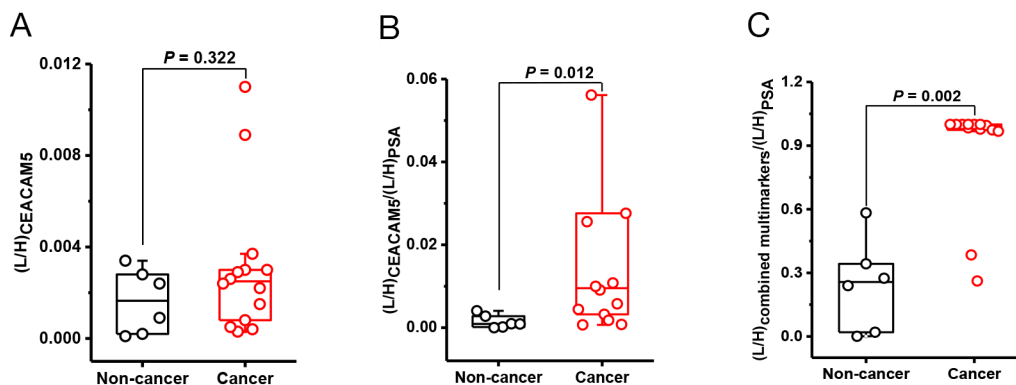 A
(L/H)CEACAM5
0.012
0.008
0.004
0.000
P = 0.322
Non-cancer
Cancer
B
(L/H)CEACAM5/(L/H)PSA
0.06
0.04
0.02
0.00
P = 0.012
Non-cancer
Cancer
C
(L/H)combined multimarkers/(L/H)PSA
1.2
0.9
0.6
0.3
0.0
P = 0.002
Non-cancer
Cancer